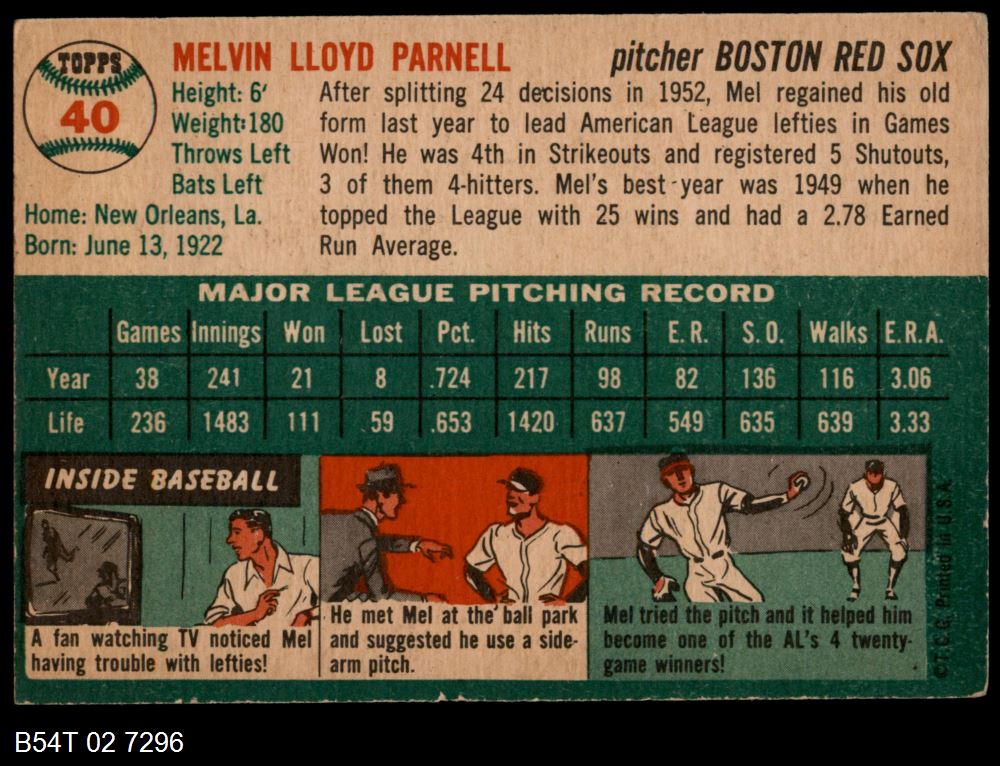 TOPPS
40
MELVIN LLOYD PARNELL
pitcher BOSTON RED SOX
Height: 6'
Weight: 180
Throws Left
Bats Left
Home: New Orleans, La.
Born: June 13, 1922
After splitting 24 decisions in 1952, Mel regained his old
form last year to lead American League lefties in Games
Won! He was 4th in Strikeouts and registered 5 Shutouts,
3 of them 4-hitters. Mel's best year was 1949 when he
topped the League with 25 wins and had a 2.78 Earned
Run Average.
MAJOR LEAGUE PITCHING RECORD
Games Innings Won Lost Pct. Hits Runs E.R. S.O. Walks E.R.A.
Year 38 241 21 8 .724 217 98 82 136 116 3.06
Life 236 1483 111 59 .653 1420 637 549 635 639 3.33
INSIDE BASEBALL
A fan watching TV noticed Mel
having trouble with lefties!
He met Mel at the ball park
and suggested he use a side-
arm pitch.
Mel tried the pitch and it helped him
become one of the AL's 4 twenty-
game winners!
©T.C.G. Printed in U.S.A.
B54T 02 7296